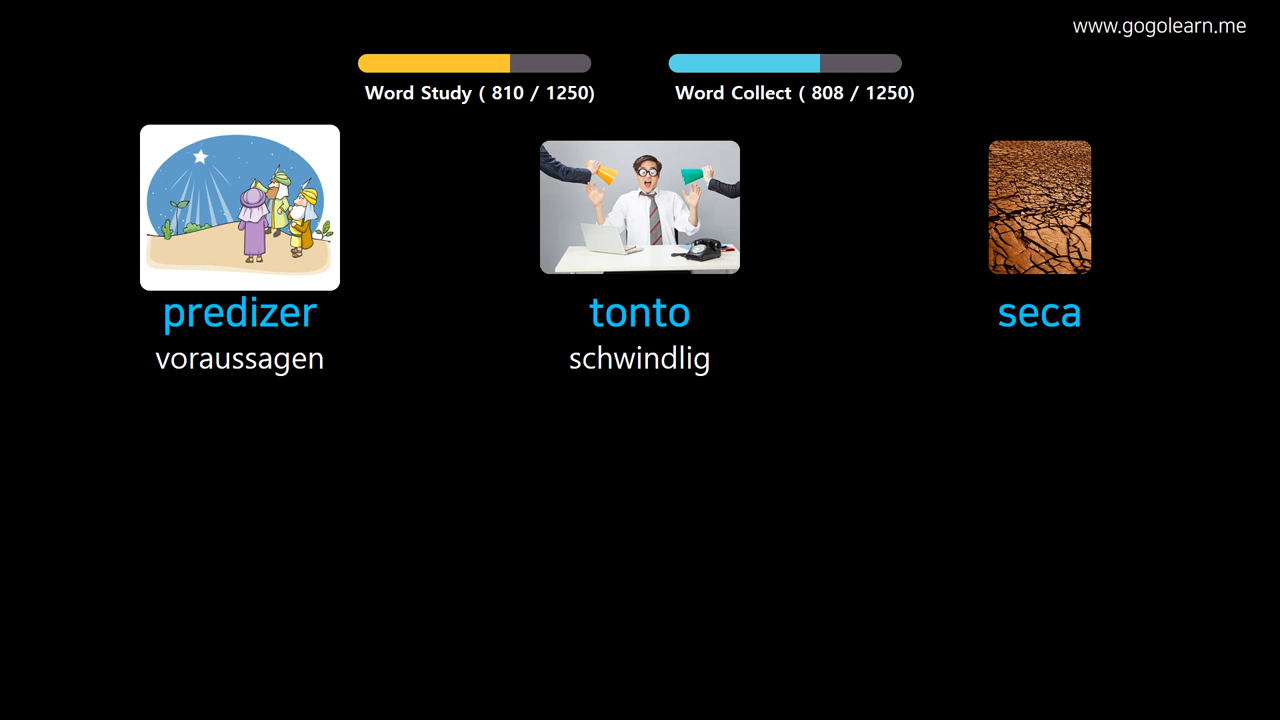 www.gogolearn.me
Word Study ( 810 / 1250)
Word Collect ( 808 / 1250)
predizer
voraussagen
tonto
schwindlig
seca